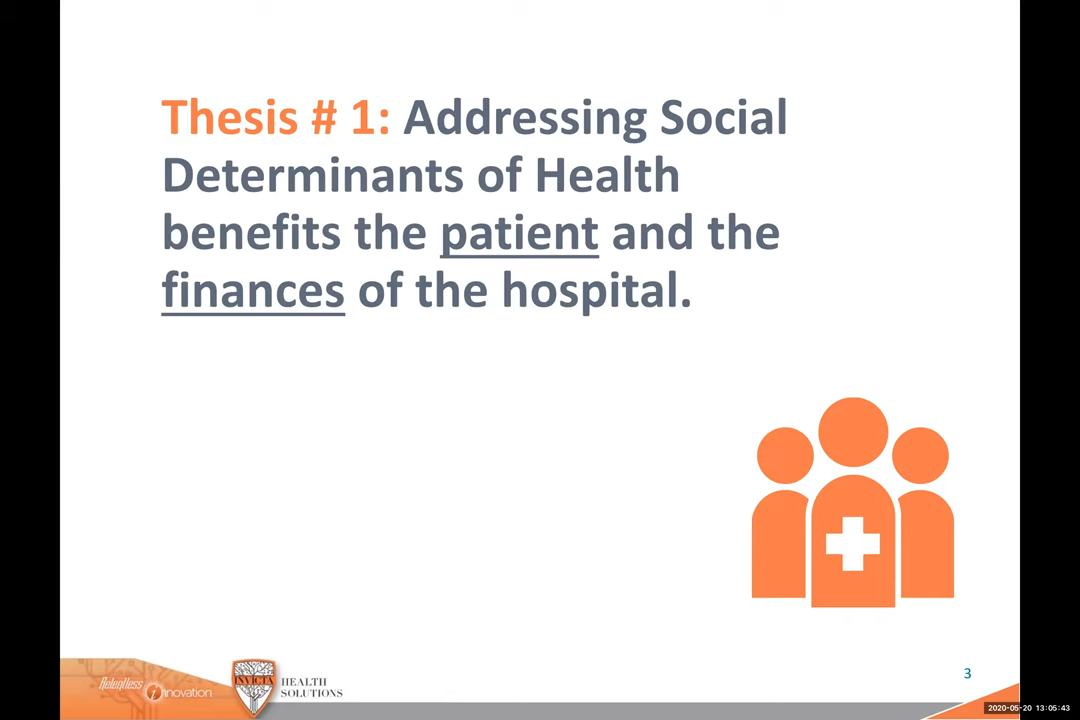 Thesis # 1: Addressing Social
Determinants of Health
benefits the patient and the
finances of the hospital.
Relentless innovation
INVICTA
HEALTH
SOLUTIONS
3
2020-05-20 13:05:43